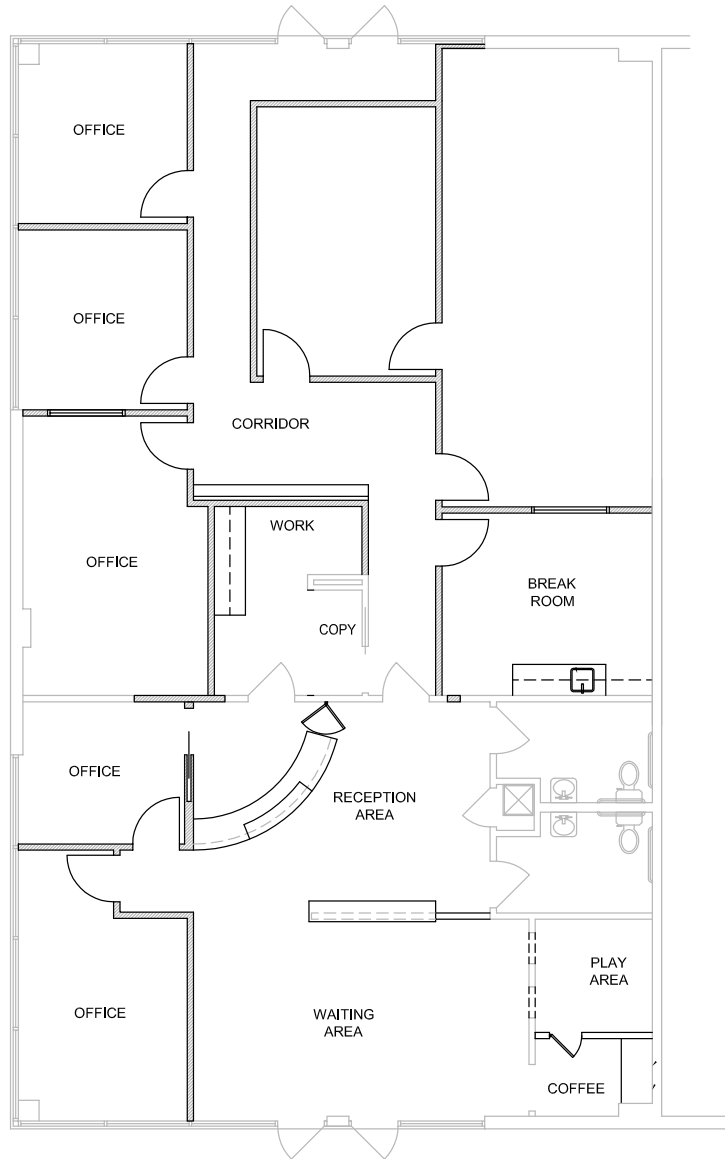 OFFICE
OFFICE
CORRIDOR
WORK
OFFICE
BREAK
ROOM
COPY
OFFICE
RECEPTION
AREA
PLAY
AREA
OFFICE
WAITING
AREA
COFFEE